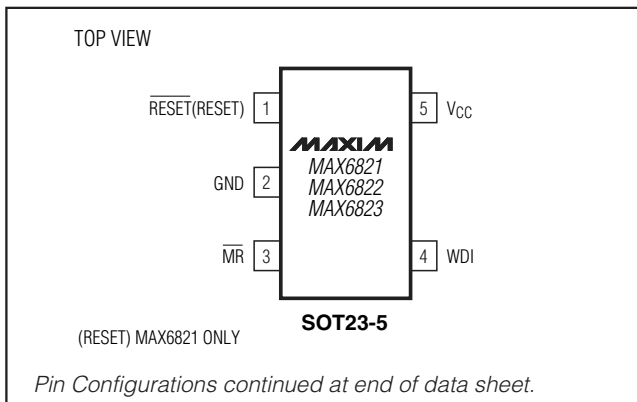 TOP VIEW
RESET(RESET) 1
5 VCC
MAXIM
MAX6821
MAX6822
MAX6823
GND 2
MR 3
4 WDI
SOT23-5
(RESET) MAX6821 ONLY
Pin Configurations continued at end of data sheet.